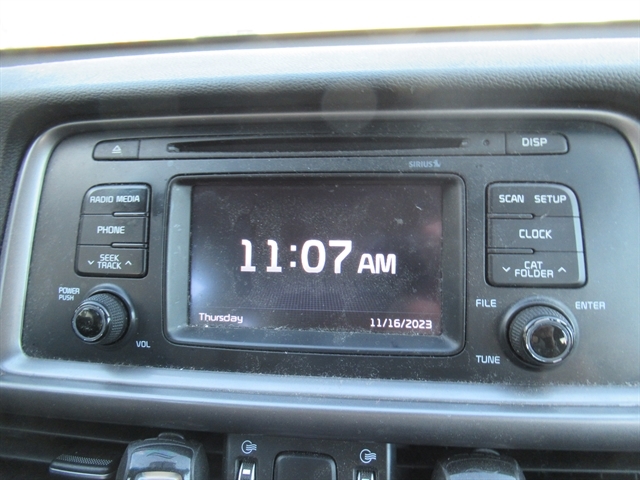 DISP
SIRIUS
RADIO MEDIA
PHONE
SEEK
TRACK
POWER
PUSH
VOL
11:07 AM
Thursday
11/16/2023
SCAN SETUP
CLOCK
CAT
FOLDER
FILE
ENTER
TUNE